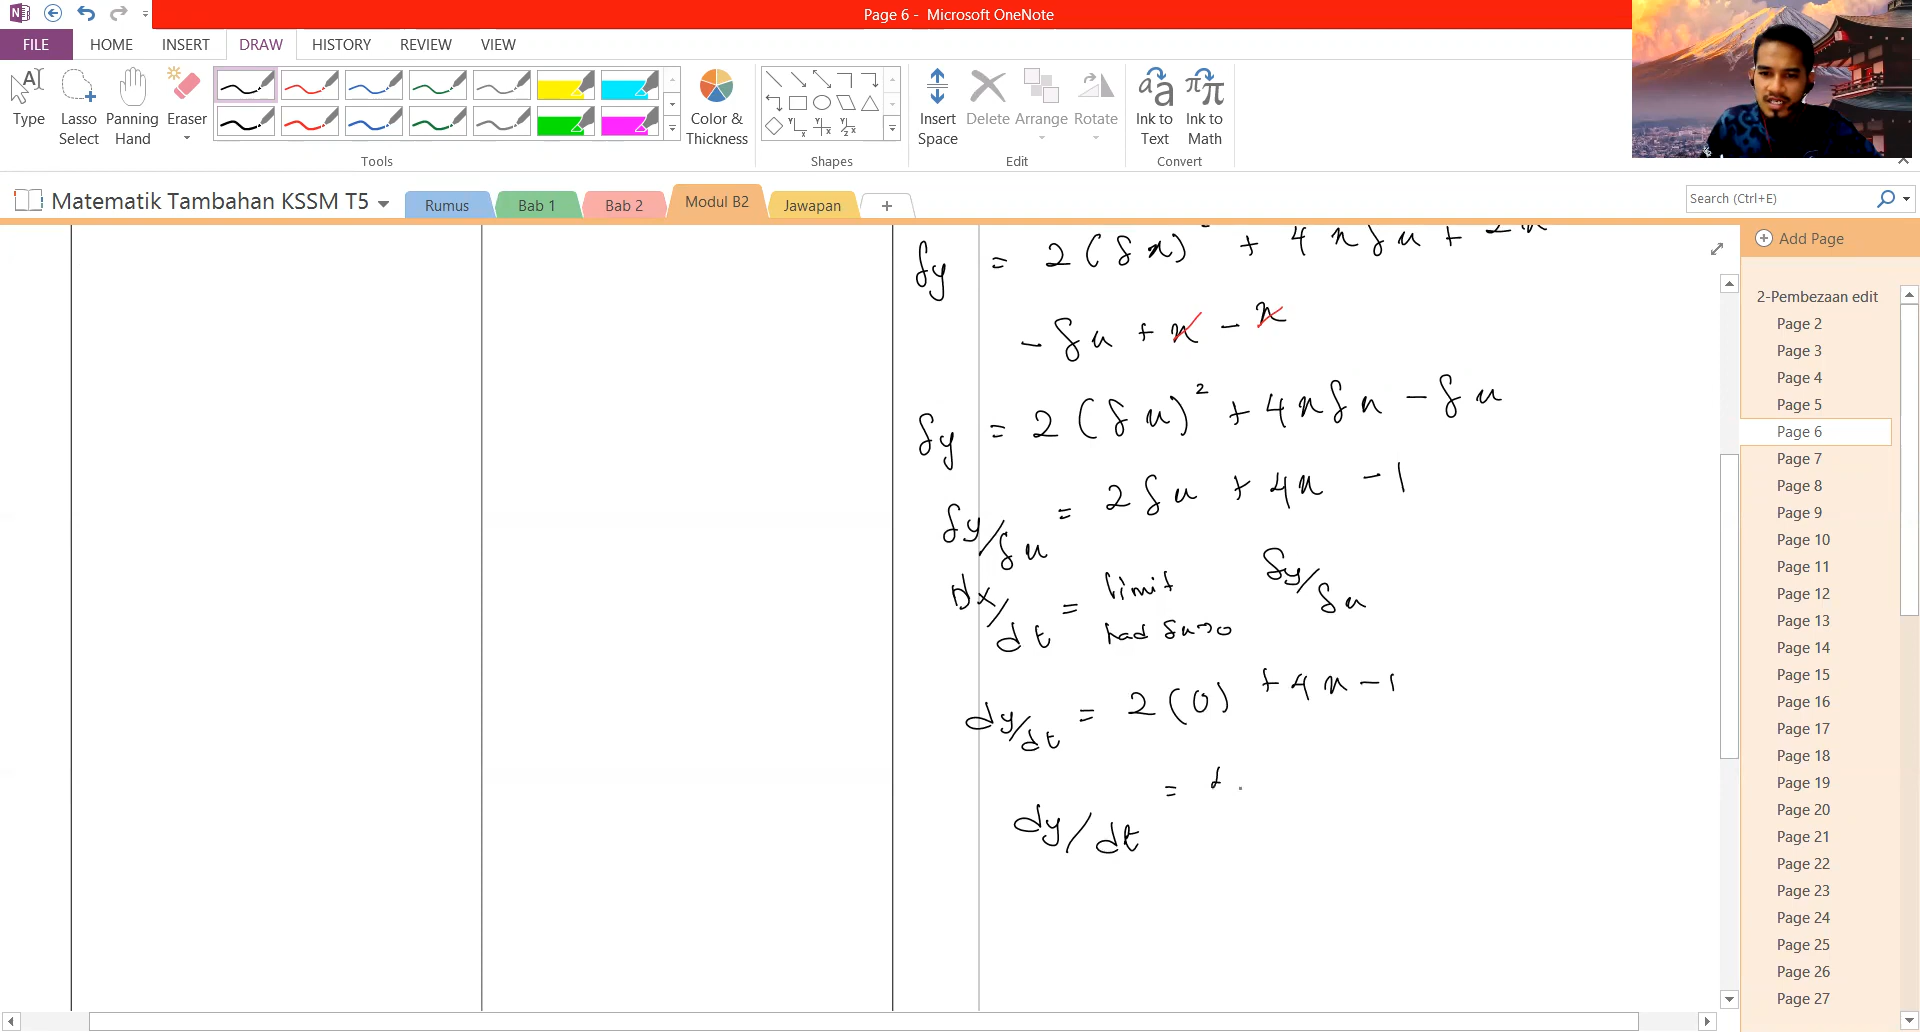 Page 6 - Microsoft OneNote
FILE HOME INSERT DRAW HISTORY REVIEW VIEW
Type
Lasso Select
Panning Hand
Eraser
Color & Thickness
Insert Space
Delete
Arrange
Rotate
Ink to Text
Ink to Math
Tools
Shapes
Edit
Convert
Matematik Tambahan KSSM T5
Rumus
Bab 1
Bab 2
Modul B2
Jawapan
Search (Ctrl+E)
δy = 2(δx)² + 4xδx +
- δx + x - x
δy = 2(δx)² + 4xδx - δx
δy/δx = 2δx + 4x - 1
dx/dt = limit δy/δx
had δx→0
dy/dt = 2(0) + 4x - 1
dy/dt =
Add Page
2-Pembezaan edit
Page 2
Page 3
Page 4
Page 5
Page 6
Page 7
Page 8
Page 9
Page 10
Page 11
Page 12
Page 13
Page 14
Page 15
Page 16
Page 17
Page 18
Page 19
Page 20
Page 21
Page 22
Page 23
Page 24
Page 25
Page 26
Page 27